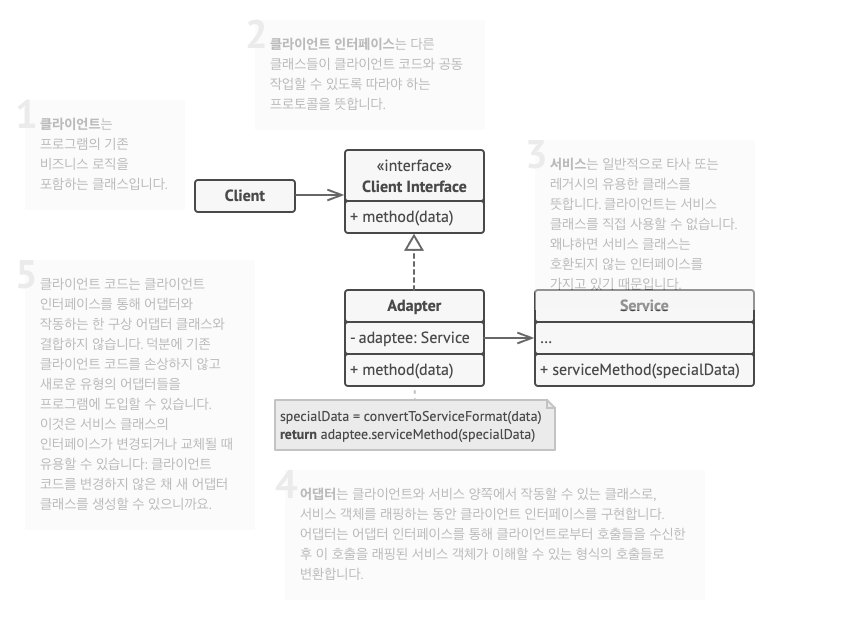 1
클라이언트는
프로그램의 기존
비즈니스 로직을
포함하는 클래스입니다.
2
클라이언트 인터페이스는 다른
클래스들이 클라이언트 코드와 공동
작업할 수 있도록 따라야 하는
프로토콜을 뜻합니다.
3
서비스는 일반적으로 타사 또는
레거시의 유용한 클래스를
뜻합니다. 클라이언트는 서비스
클래스를 직접 사용할 수 없습니다.
왜냐하면 서비스 클래스는
호환되지 않는 인터페이스를
가지고 있기 때문입니다.
Client
«interface»
Client Interface
+ method(data)
Adapter
- adaptee: Service
+ method(data)
Service
...
+ serviceMethod(specialData)
specialData = convertToServiceFormat(data)
return adaptee.serviceMethod(specialData)
4
어댑터는 클라이언트와 서비스 양쪽에서 작동할 수 있는 클래스로,
서비스 객체를 래핑하는 동안 클라이언트 인터페이스를 구현합니다.
어댑터는 어댑터 인터페이스를 통해 클라이언트로부터 호출들을 수신한
후 이 호출을 래핑된 서비스 객체가 이해할 수 있는 형식의 호출들로
변환합니다.
5
클라이언트 코드는 클라이언트
인터페이스를 통해 어댑터와
작동하는 한 구상 어댑터 클래스와
결합하지 않습니다. 덕분에 기존
클라이언트 코드를 손상하지 않고
새로운 유형의 어댑터들을
프로그램에 도입할 수 있습니다.
이것은 서비스 클래스의
인터페이스가 변경되거나 교체될 때
유용할 수 있습니다: 클라이언트
코드를 변경하지 않은 채 새 어댑터
클래스를 생성할 수 있으니까요.